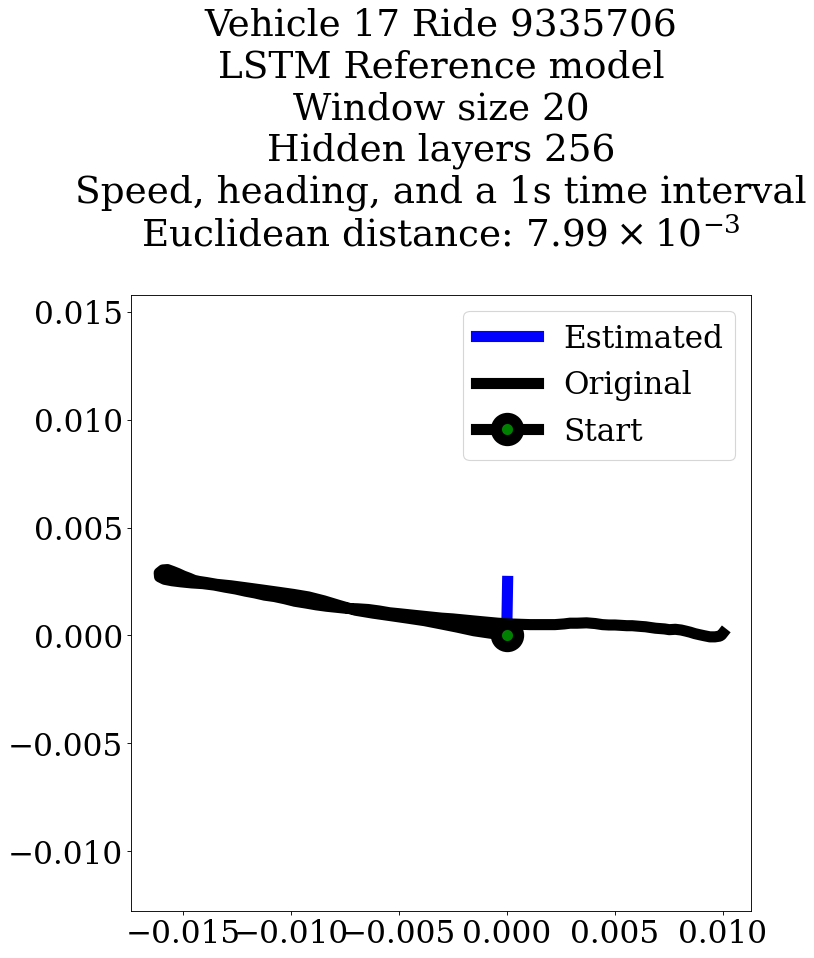 Vehicle 17 Ride 9335706
LSTM Reference model
Window size 20
Hidden layers 256
Speed, heading, and a 1s time interval
Euclidean distance: 7.99 × 10⁻³
Estimated
Original
Start
0.015
0.010
0.005
0.000
−0.005
−0.010
−0.015 −0.010 −0.005 0.000 0.005 0.010